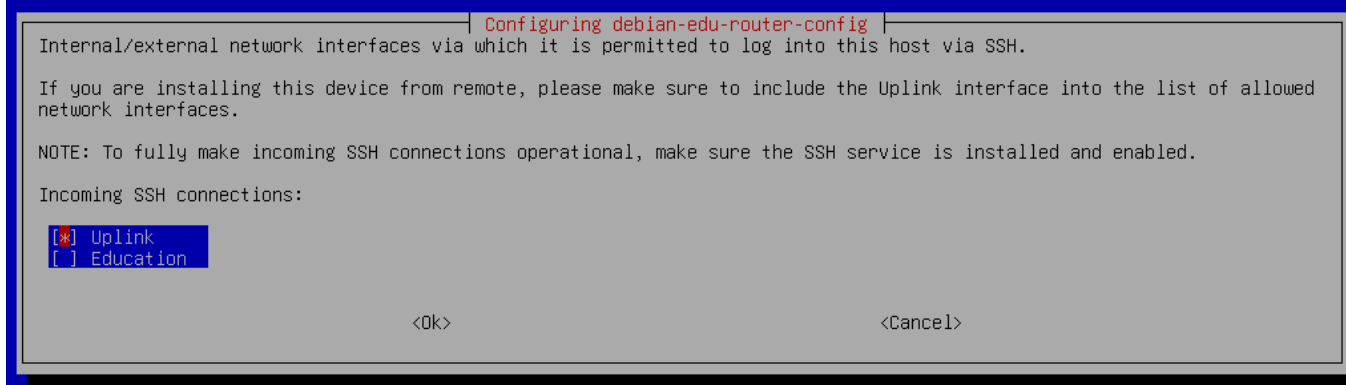 Configuring debian-edu-router-config
Internal/external network interfaces via which it is permitted to log into this host via SSH.
If you are installing this device from remote, please make sure to include the Uplink interface into the list of allowed
network interfaces.
NOTE: To fully make incoming SSH connections operational, make sure the SSH service is installed and enabled.
Incoming SSH connections:
[*] Uplink
[ ] Education
<Ok> <Cancel>